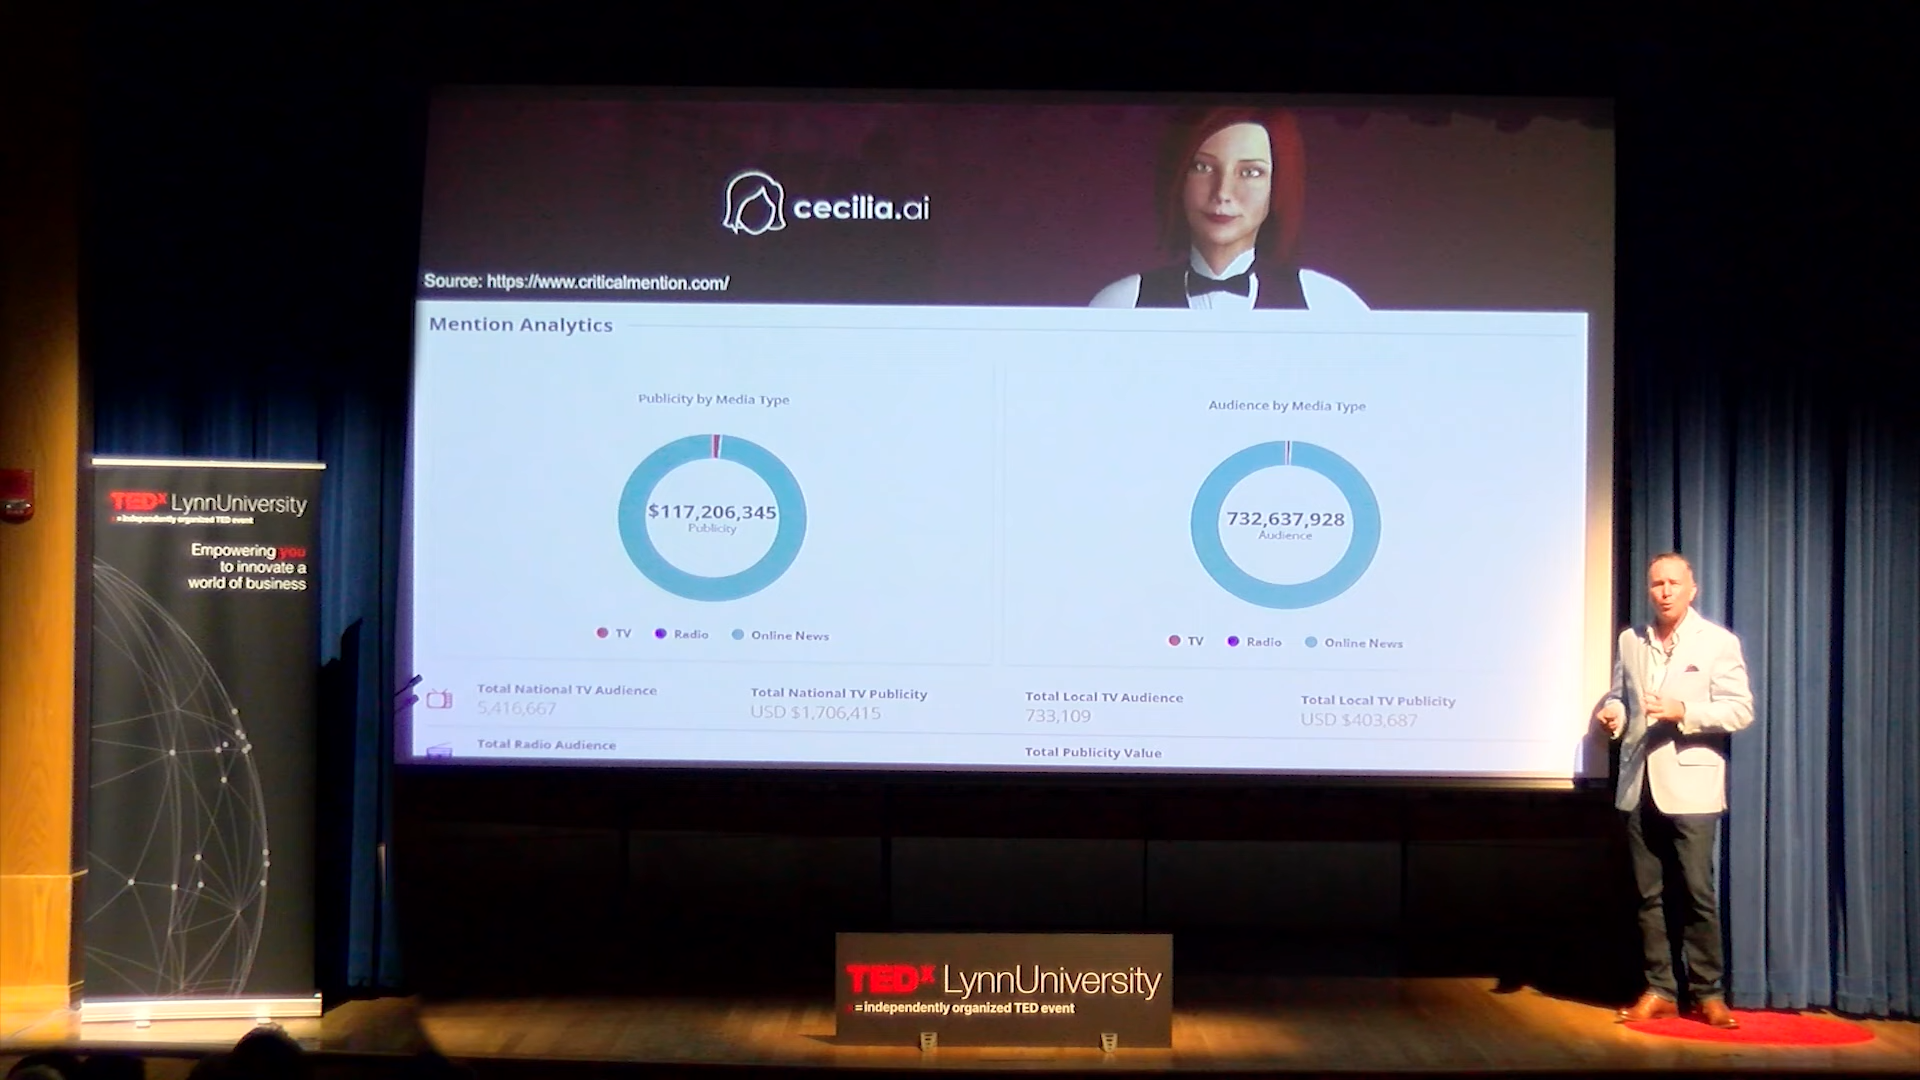 cecilia.ai
Source: https://www.criticalmention.com/
Mention Analytics
Publicity by Media Type
$117,206,345
Publicity
TV Radio Online News
Audience by Media Type
732,637,928
Audience
TV Radio Online News
Total National TV Audience
5,416,667
Total National TV Publicity
USD $1,706,415
Total Local TV Audience
733,109
Total Local TV Publicity
USD $403,687
Total Radio Audience
Total Publicity Value
TEDx LynnUniversity
x = independently organized TED event
Empowering you
to innovate a
world of business
TEDx LynnUniversity
x = independently organized TED event